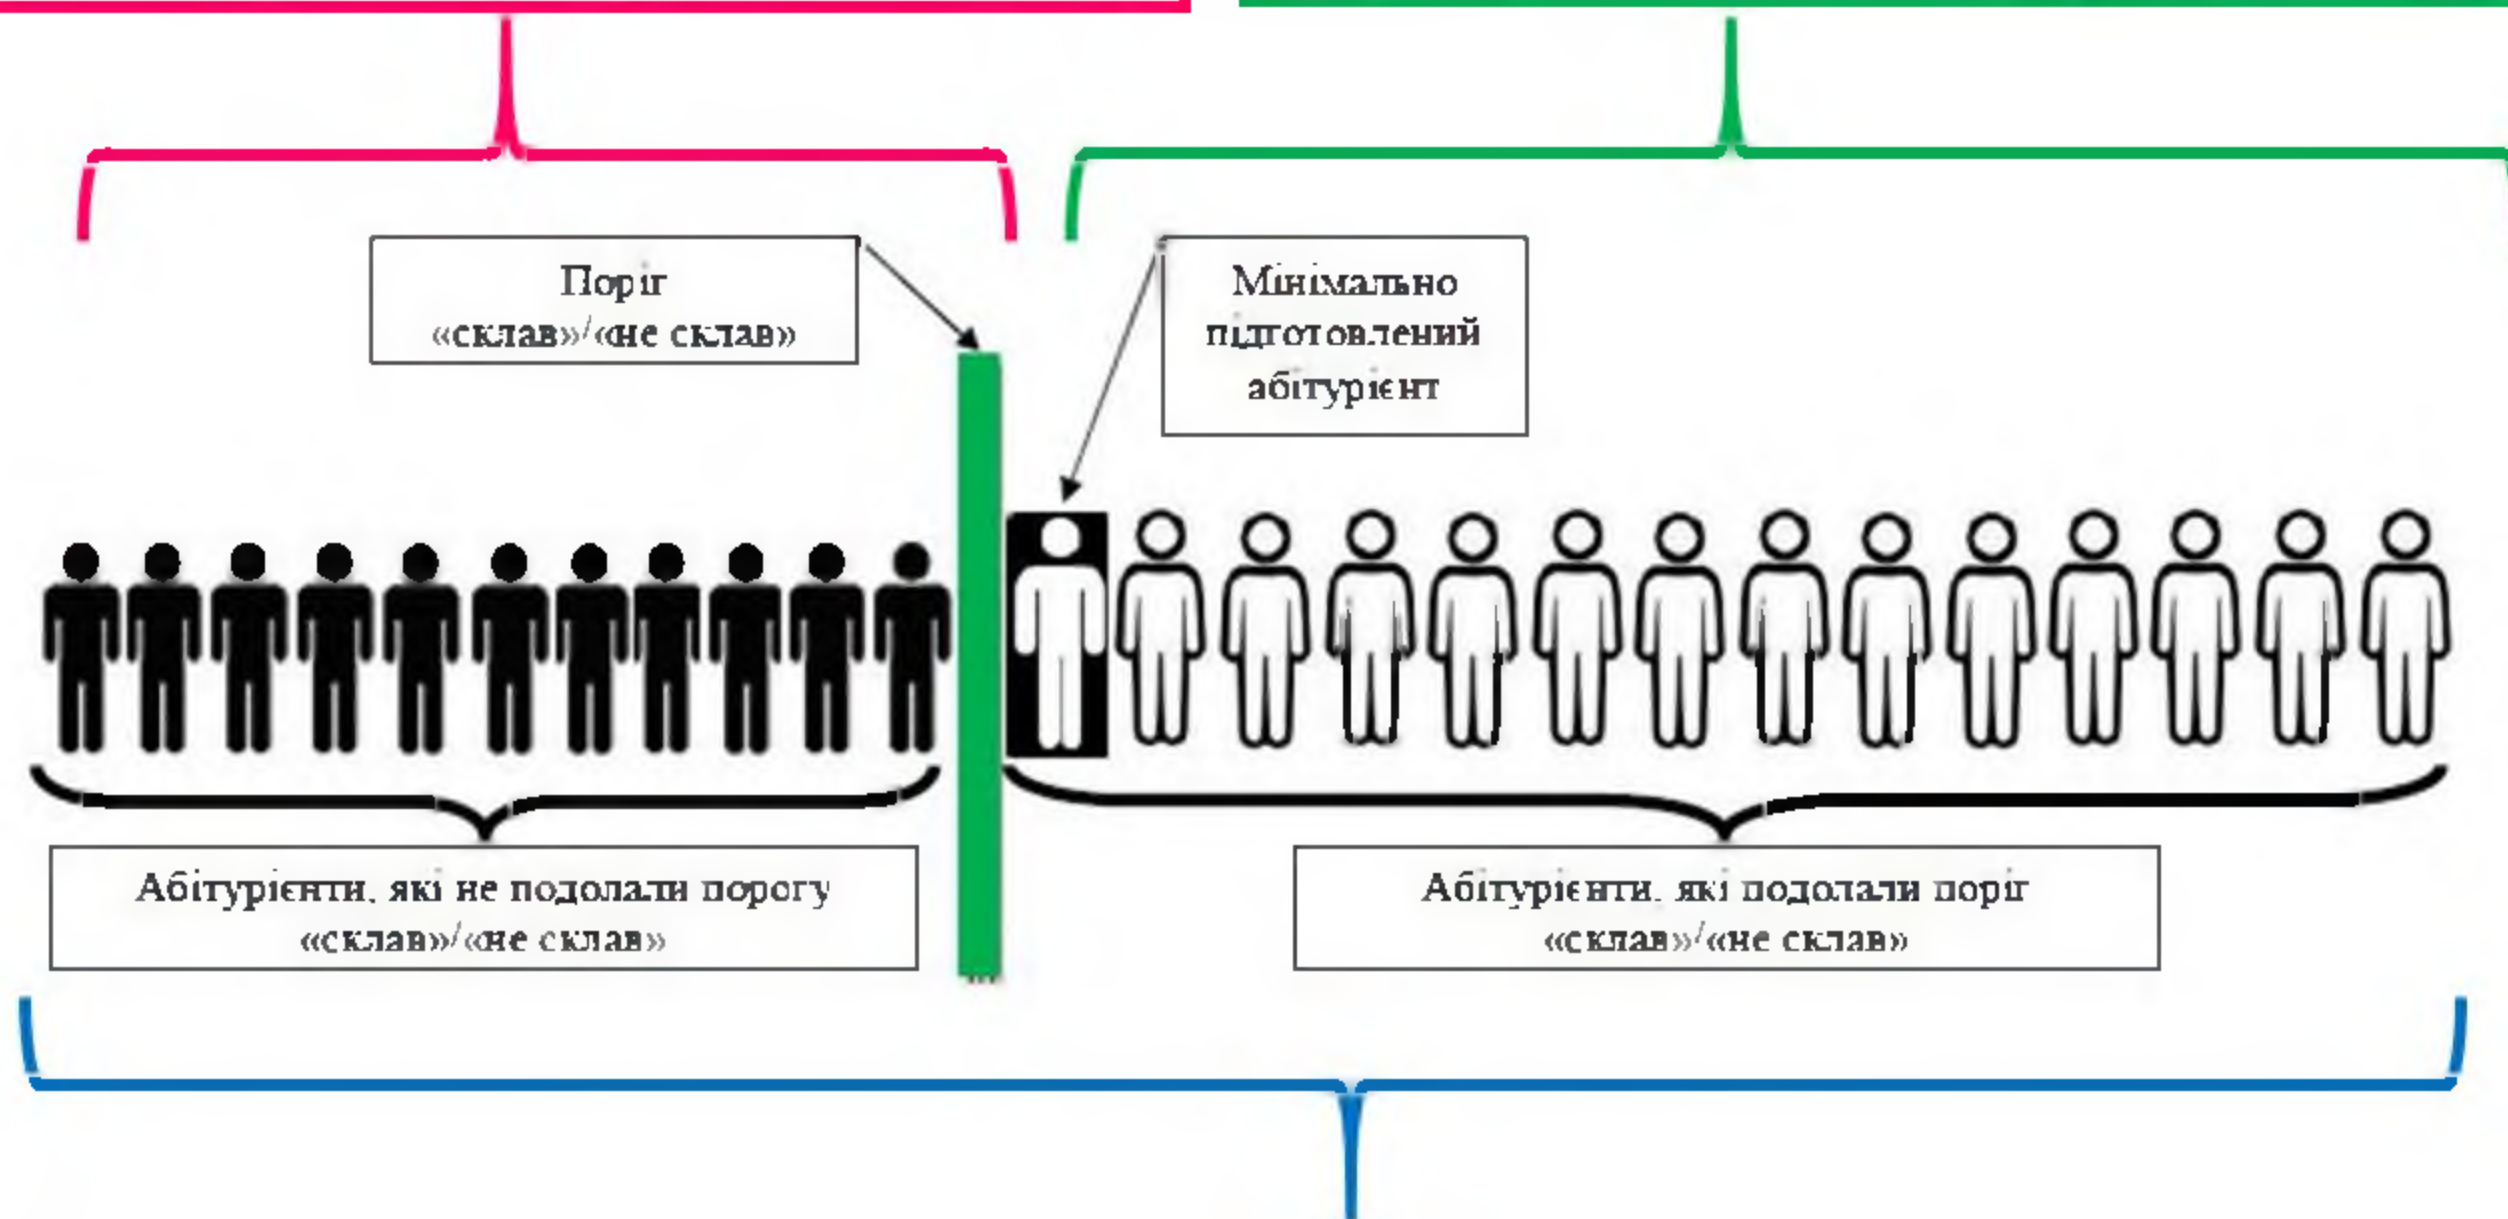 Поріг
«склав»/«не склав»
Мінімально
підготовлений
абітурієнт
Абітурієнти, які не подолали порогу
«склав»/«не склав»
Абітурієнти, які подолали поріг
«склав»/«не склав»